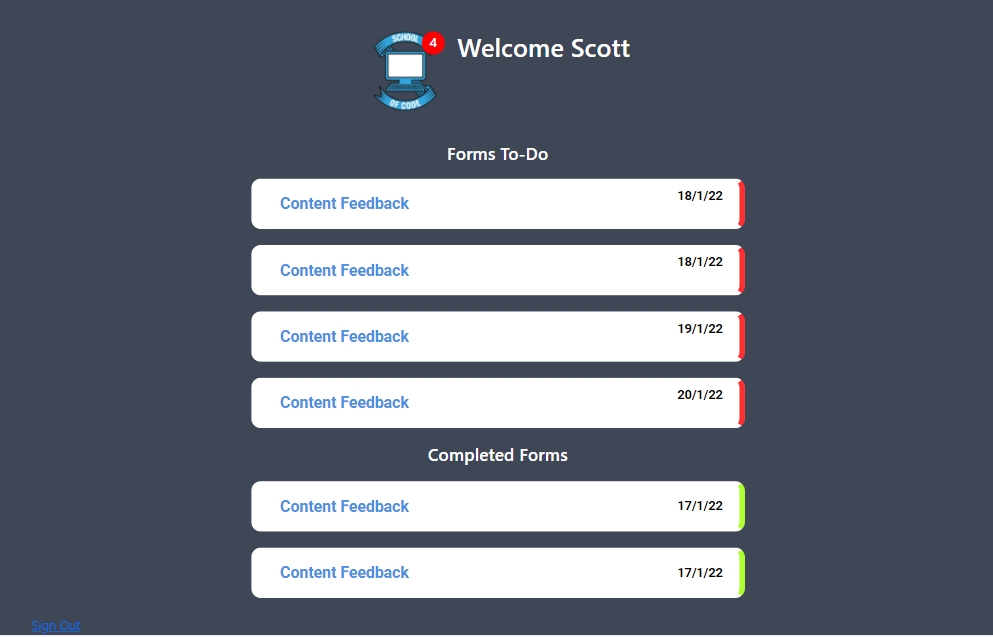 SCHOOL
4
OF CODE
Welcome Scott
Forms To-Do
Content Feedback 18/1/22
Content Feedback 18/1/22
Content Feedback 19/1/22
Content Feedback 20/1/22
Completed Forms
Content Feedback 17/1/22
Content Feedback 17/1/22
Sign Out